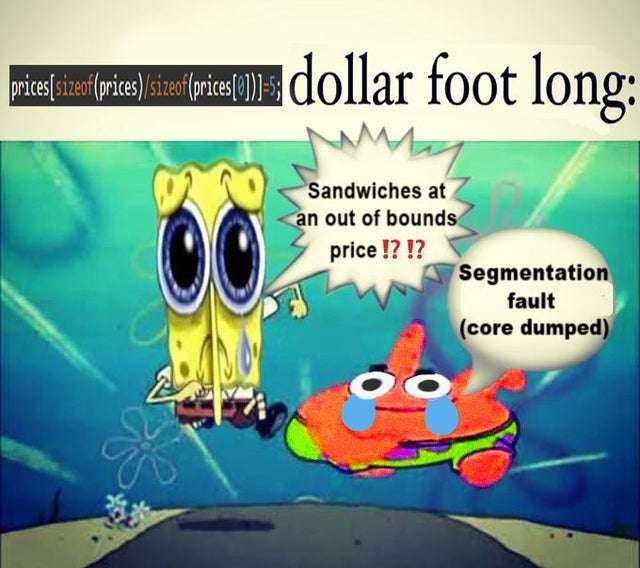 prices[sizeof(prices)/sizeof(prices[0])]=5; dollar foot long:
Sandwiches at
an out of bounds
price⁉️ ⁉️
Segmentation
fault
(core dumped)